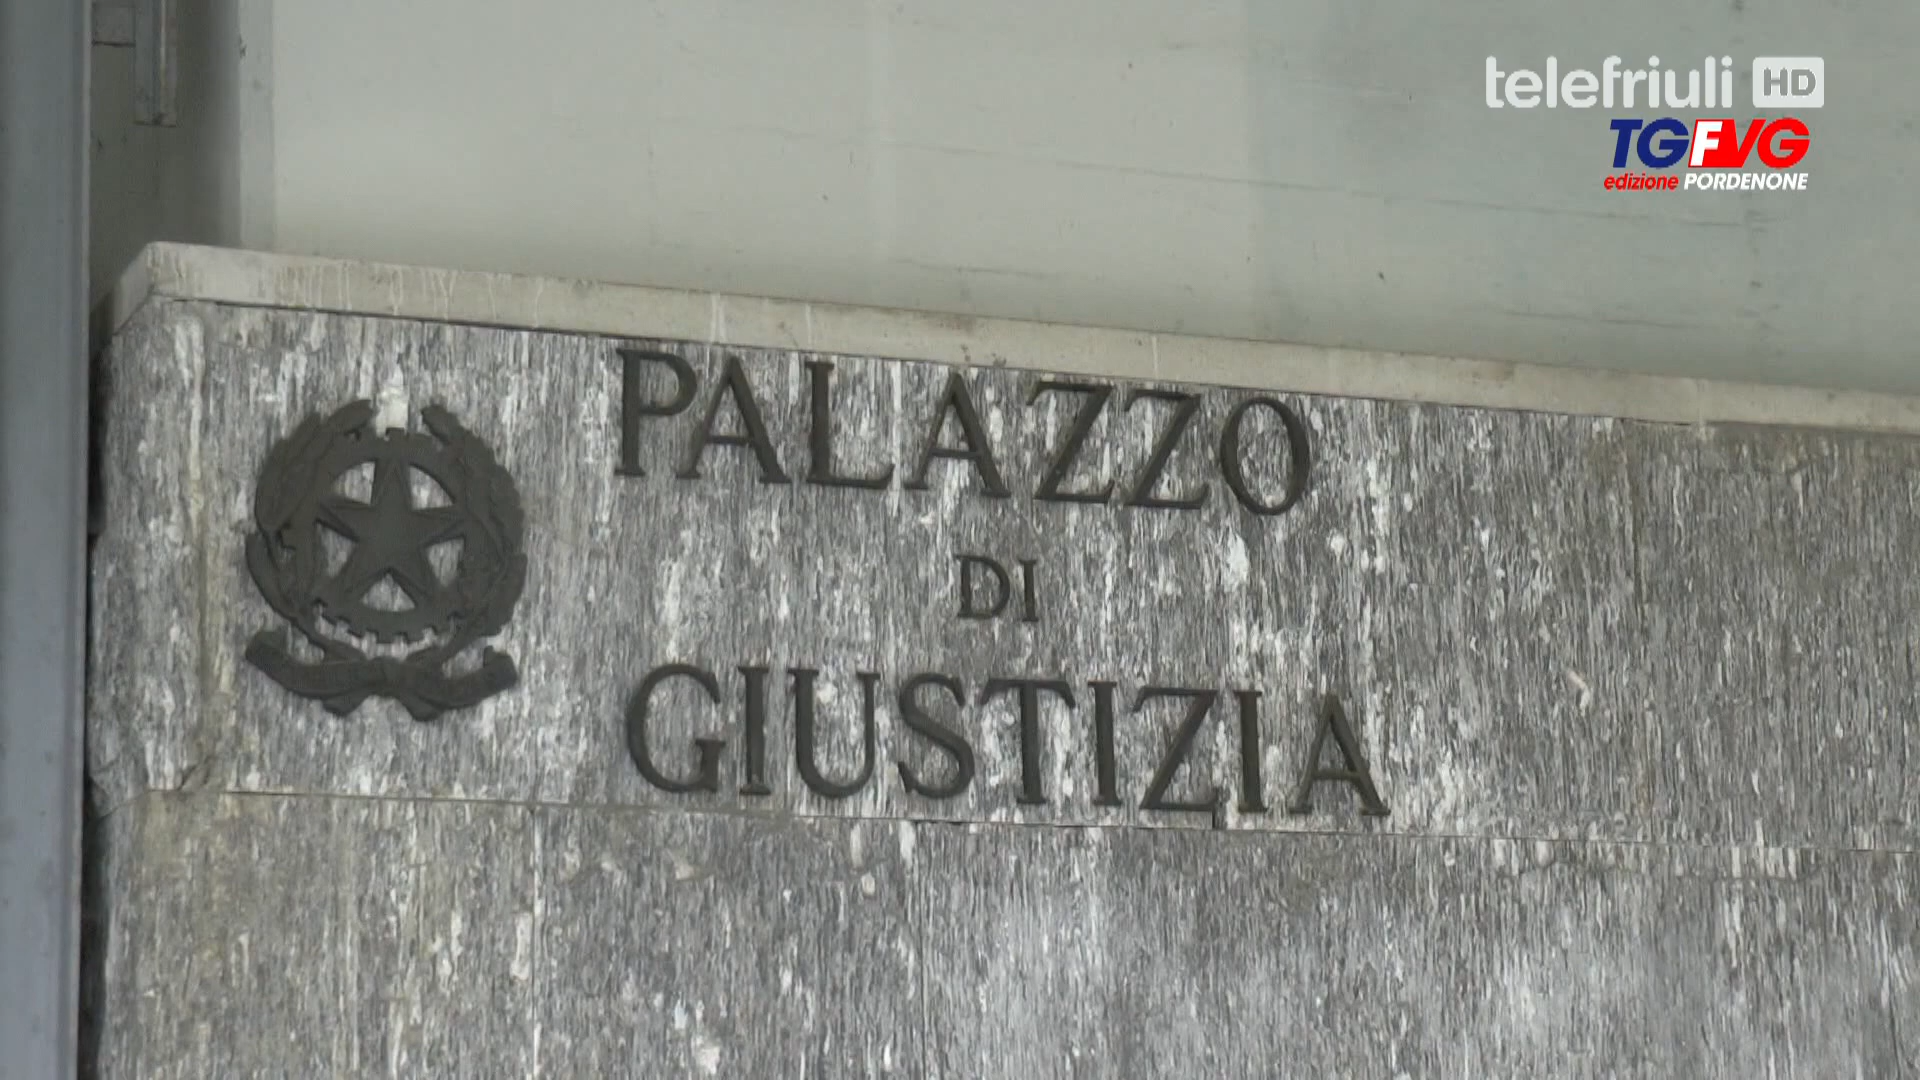 telefriuli HD
TGFVG
edizione PORDENONE
PALAZZO
DI
GIUSTIZIA